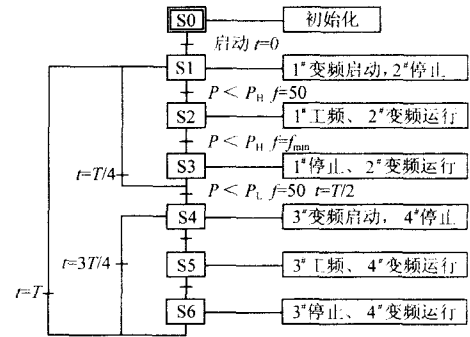 S0 初始化
启动 t=0
S1 1#变频启动,2#停止
P < PH f=50
S2 1#工频、2#变频运行
P < PH f=fmin
S3 1#停止、2#变频运行
t=T/4
P < PL f=50 t=T/2
S4 3#变频启动, 4#停止
t=3T/4
S5 3#工频、4#变频运行
t=T
S6 3#停止、4#变频运行